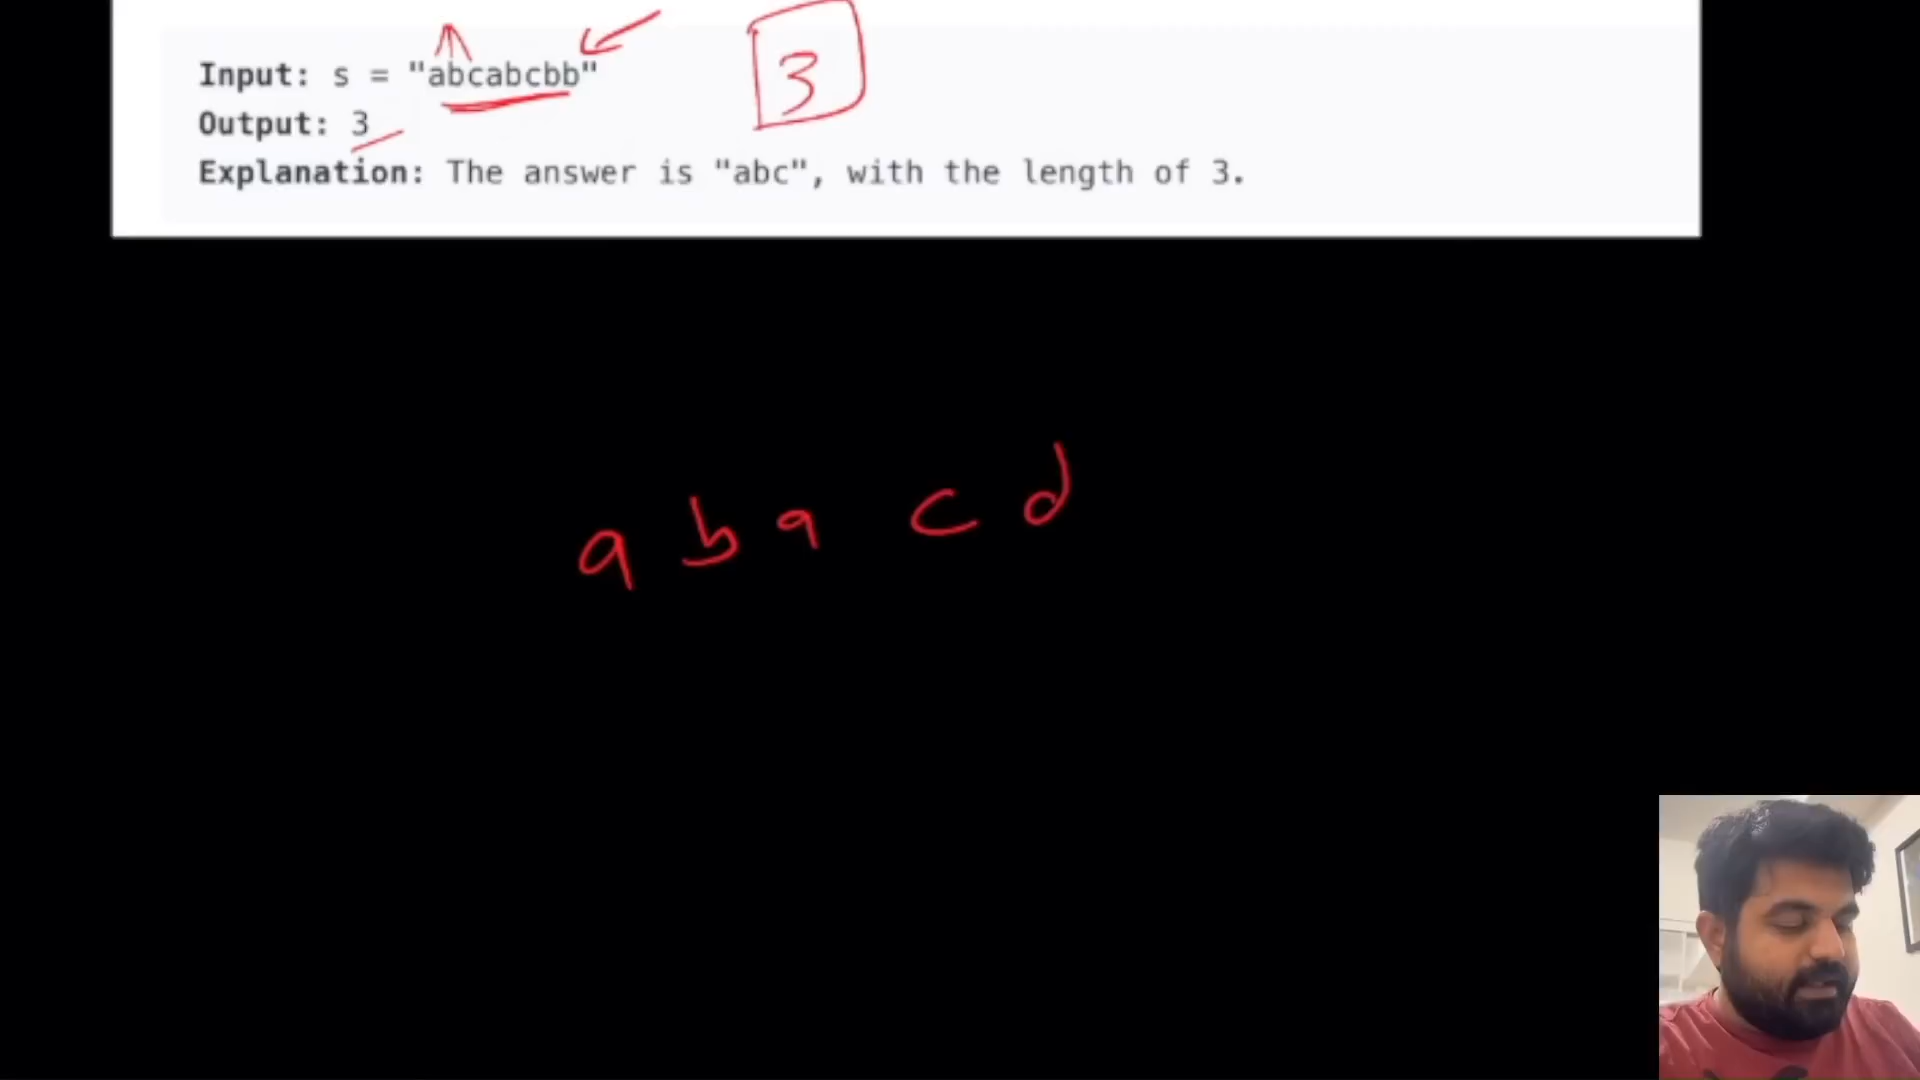 Input: s = "abcabcbb"
3
Output: 3
Explanation: The answer is "abc", with the length of 3.
a b a c d